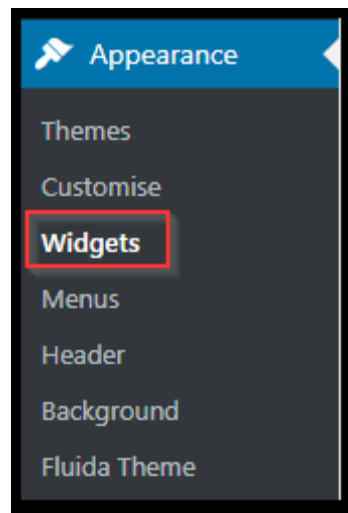 Appearance
Themes
Customise
Widgets
Menus
Header
Background
Fluida Theme